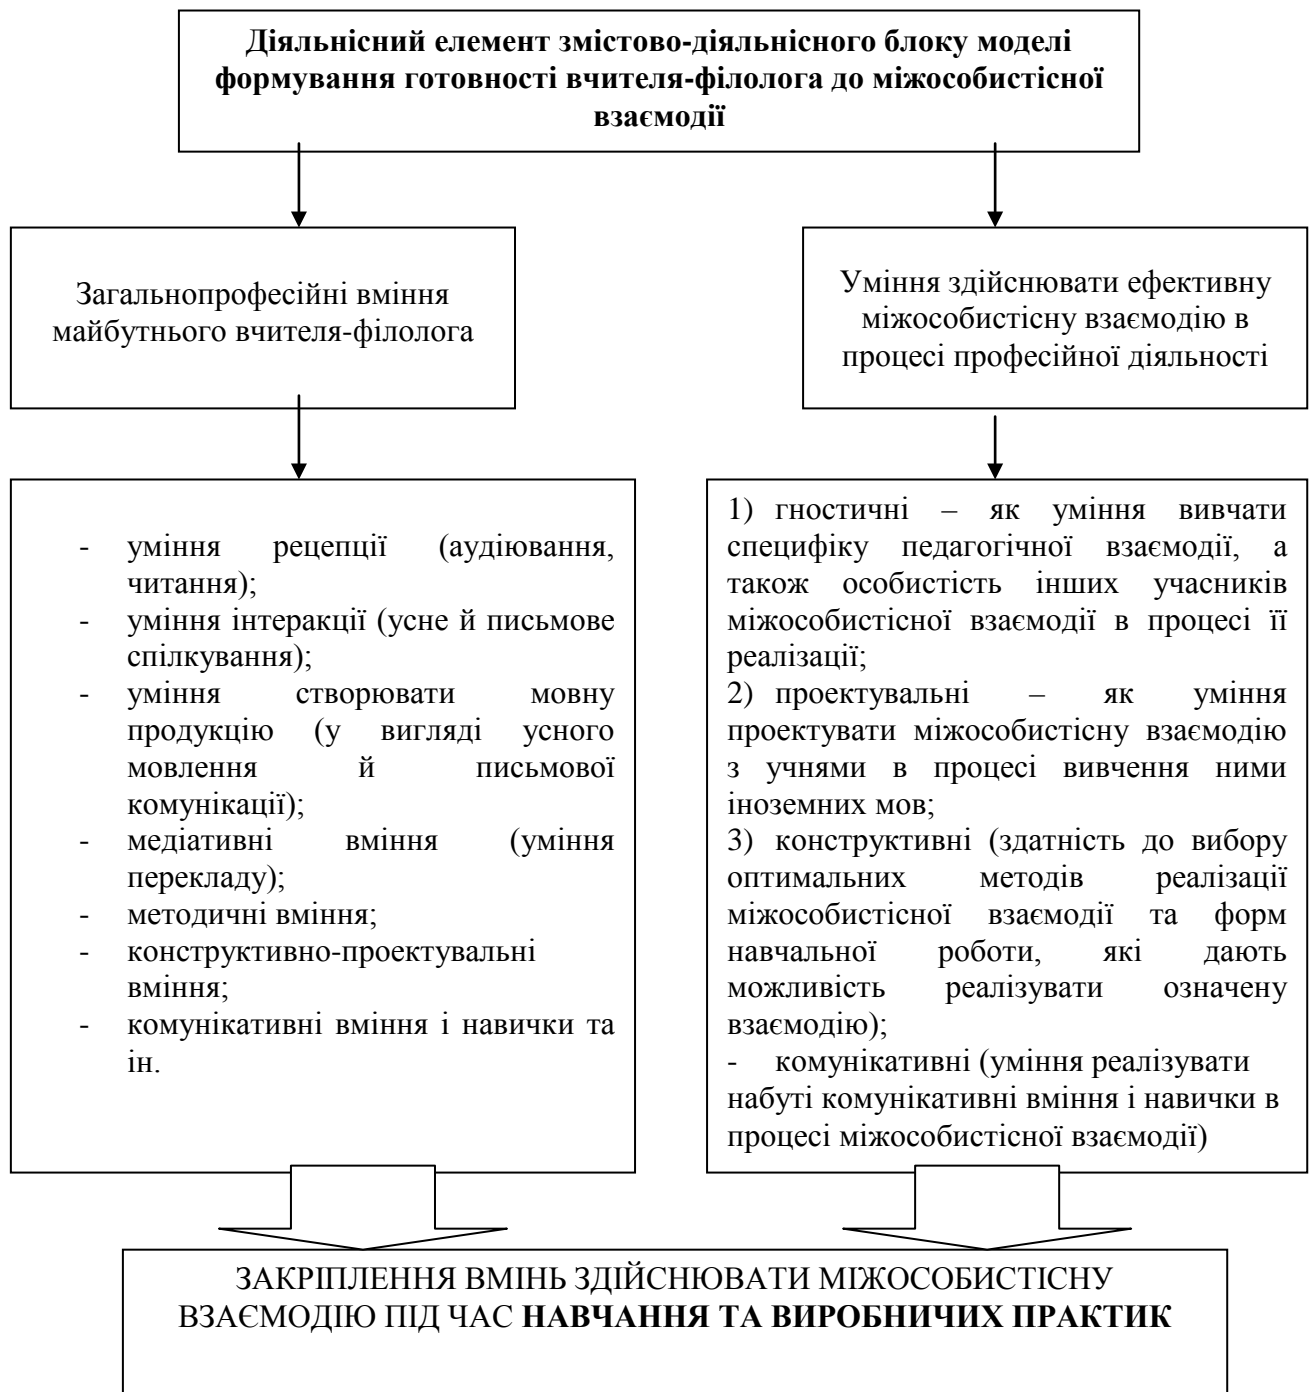 Діяльнісний елемент змістово-діяльнісного блоку моделі
формування готовності вчителя-філолога до міжособистісної
взаємодії
Загальнопрофесійні вміння
майбутнього вчителя-філолога
Уміння здійснювати ефективну
міжособистісну взаємодію в
процесі професійної діяльності
- уміння рецепції (аудіювання,
читання);
- уміння інтеракції (усне й письмове
спілкування);
- уміння створювати мовну
продукцію (у вигляді усного
мовлення й письмової
комунікації);
- медіативні вміння (уміння
перекладу);
- методичні вміння;
- конструктивно-проектувальні
вміння;
- комунікативні вміння і навички та
ін.
1) гностичні – як уміння вивчати
специфіку педагогічної взаємодії, а
також особистість інших учасників
міжособистісної взаємодії в процесі її
реалізації;
2) проектувальні – як уміння
проектувати міжособистісну взаємодію
з учнями в процесі вивчення ними
іноземних мов;
3) конструктивні (здатність до вибору
оптимальних методів реалізації
міжособистісної взаємодії та форм
навчальної роботи, які дають
можливість реалізувати означену
взаємодію);
- комунікативні (уміння реалізувати
набуті комунікативні вміння і навички в
процесі міжособистісної взаємодії)
ЗАКРІПЛЕННЯ ВМІНЬ ЗДІЙСНЮВАТИ МІЖОСОБИСТІСНУ
ВЗАЄМОДІЮ ПІД ЧАС НАВЧАННЯ ТА ВИРОБНИЧИХ ПРАКТИК